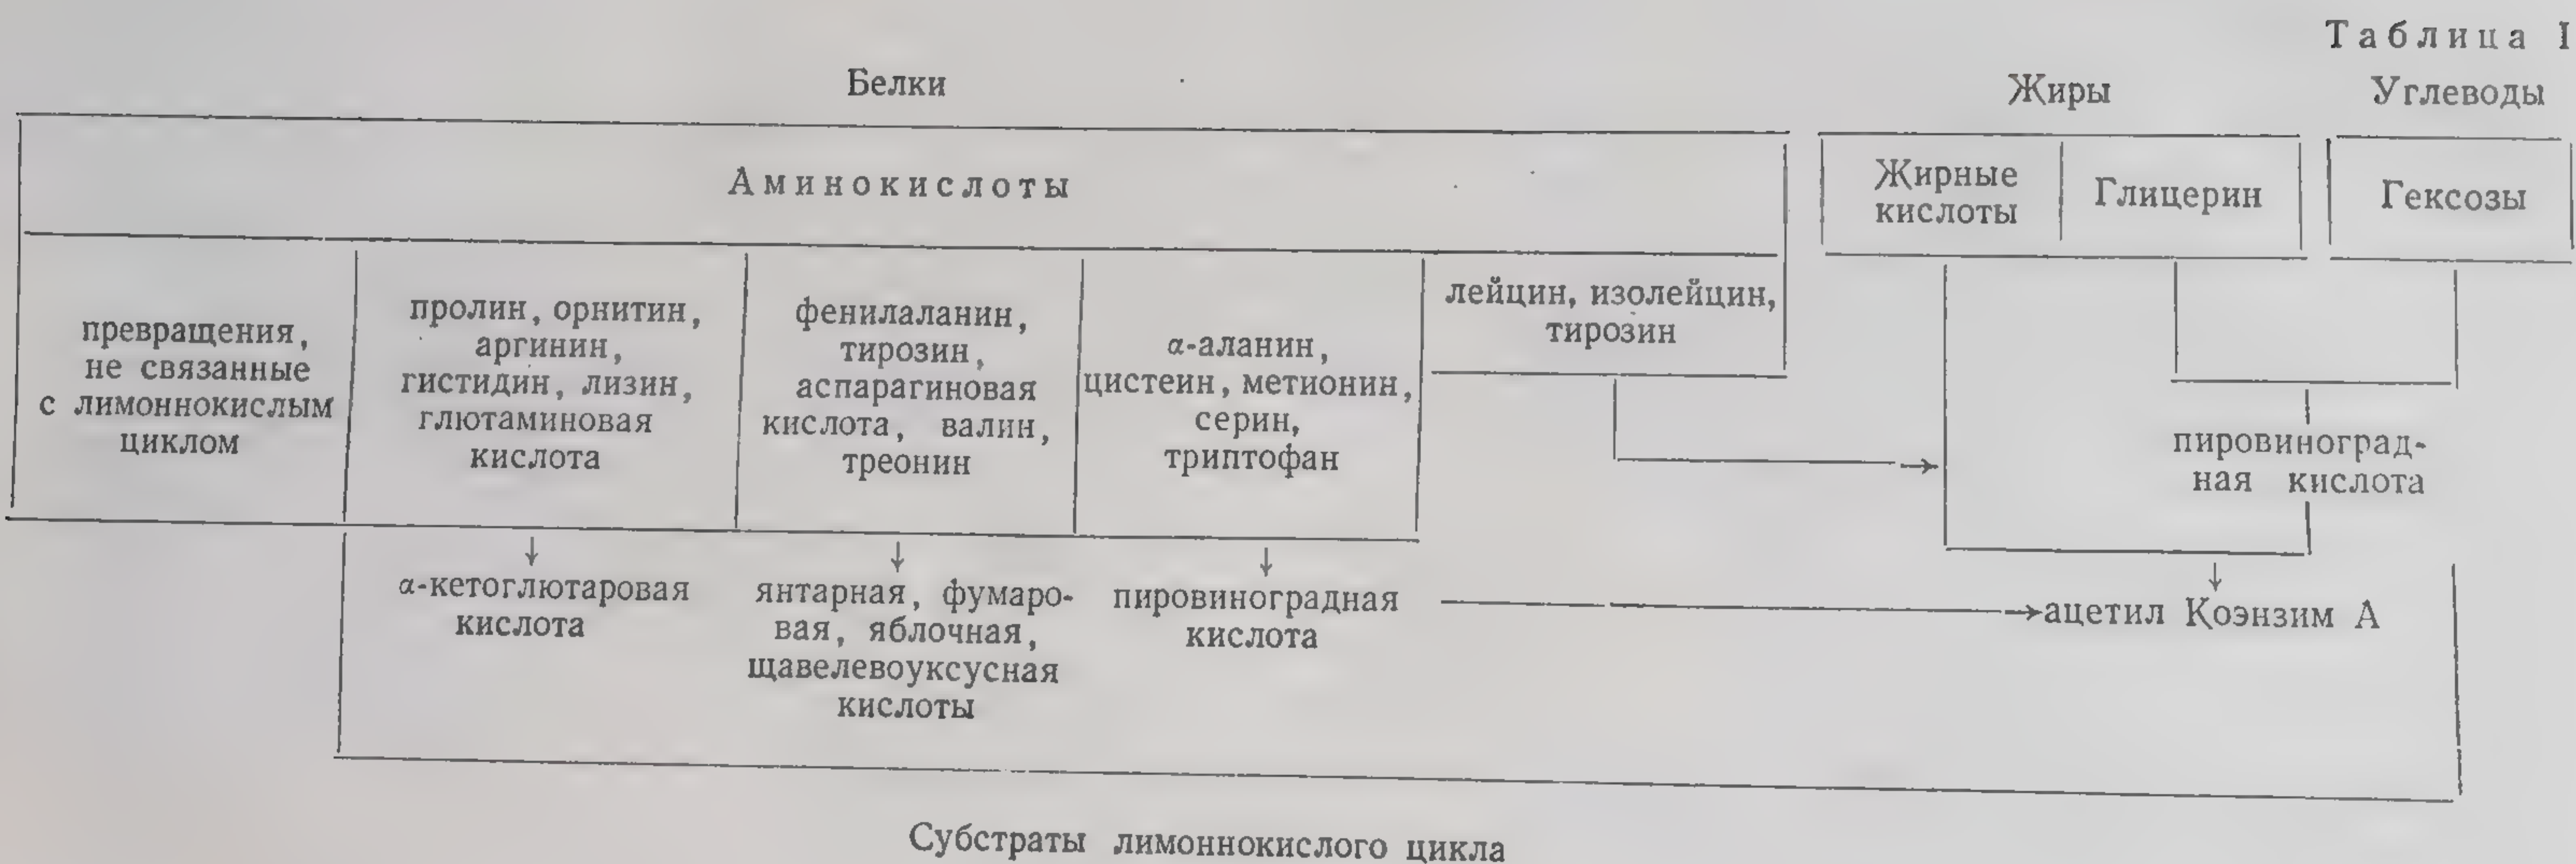 Таблица I
Белки
Жиры
Углеводы
Аминокислоты
Жирные
кислоты
Глицерин
Гексозы
превращения,
не связанные
с лимоннокислым
циклом
пролин, орнитин,
аргинин,
гистидин, лизин,
глютаминовая
кислота
фенилаланин,
тирозин,
аспарагиновая
кислота, валин,
треонин
α-аланин,
цистеин, метионин,
серин,
триптофан
лейцин, изолейцин,
тирозин
пировиноград-
ная кислота
α-кетоглютаровая
кислота
янтарная, фумаро-
вая, яблочная,
щавелевоуксусная
кислоты
пировиноградная
кислота
ацетил Коэнзим А
Субстраты лимоннокислого цикла